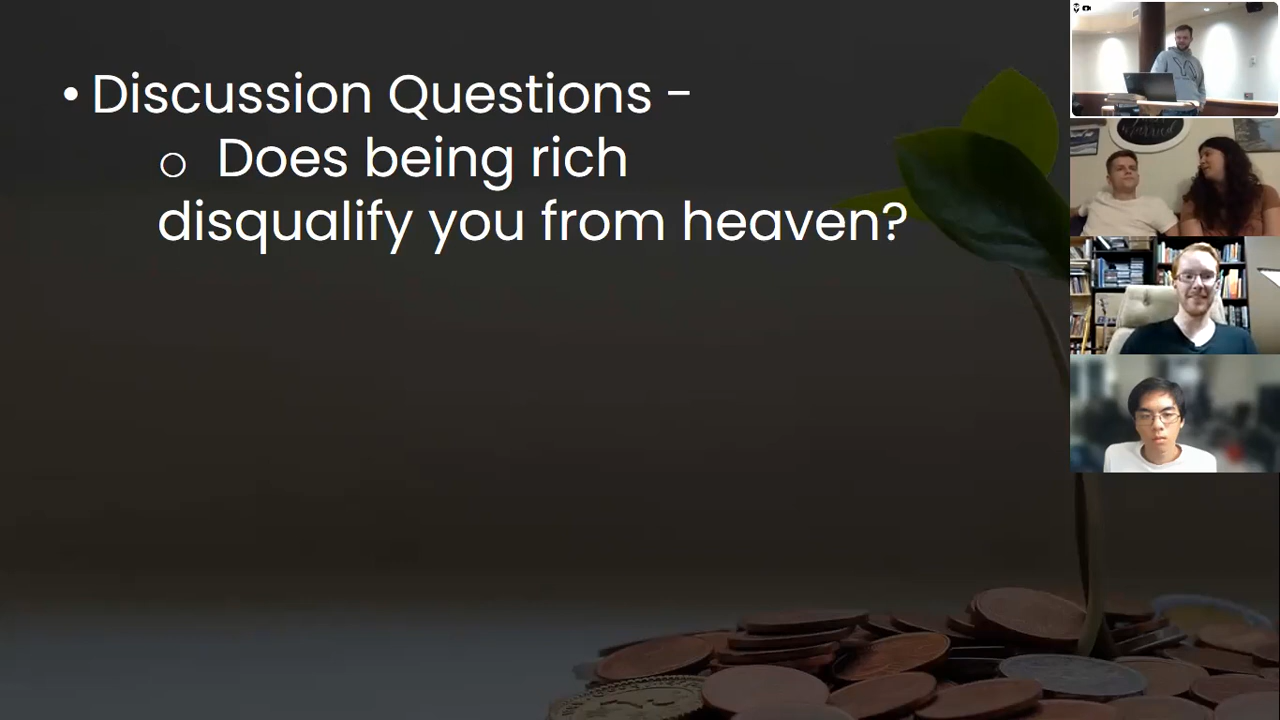 • Discussion Questions -
o Does being rich
disqualify you from heaven?